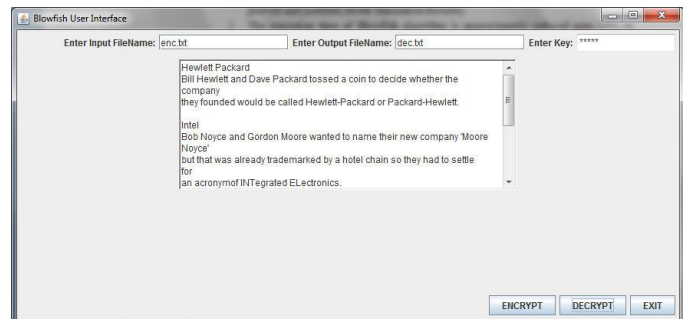 Blowfish User Interface
Enter Input FileName: enc.txt Enter Output FileName: dec.txt Enter Key: *****
Hewlett Packard
Bill Hewlett and Dave Packard tossed a coin to decide whether the
company
they founded would be called Hewlett-Packard or Packard-Hewlett.
Intel
Bob Noyce and Gordon Moore wanted to name their new company 'Moore
Noyce'
but that was already trademarked by a hotel chain so they had to settle
for
an acronymof INTegrated ELectronics.
ENCRYPT DECRYPT EXIT